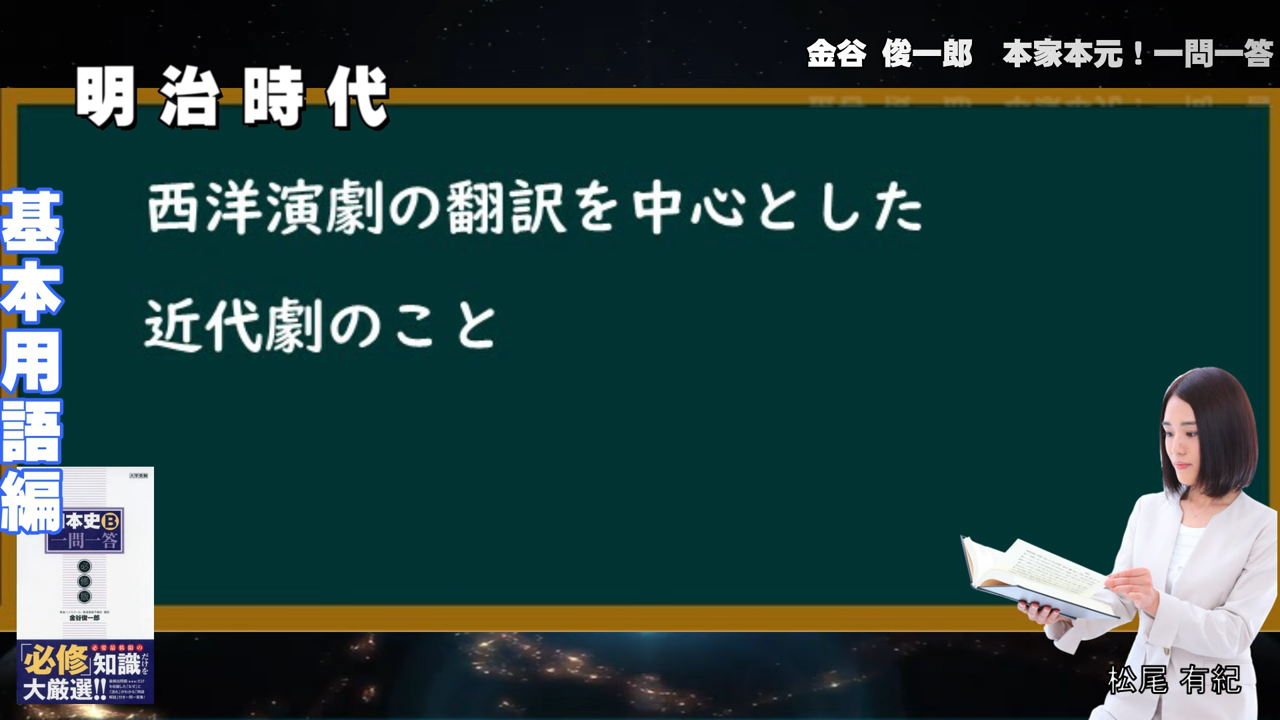 金谷 俊一郎 本家本元！一問一答
明治時代
西洋演劇の翻訳を中心とした
近代劇のこと
基本用語編
本史B
一問一答
金谷俊一郎
「必修」知識だけを
大厳選!!
松尾 有紀